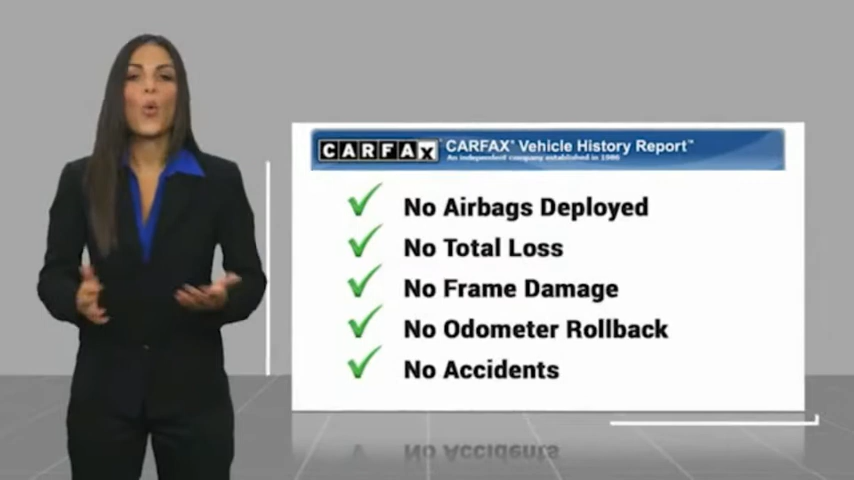 CARFAX CARFAX® Vehicle History Report™
An independent company established in 1986
No Airbags Deployed
No Total Loss
No Frame Damage
No Odometer Rollback
No Accidents
No Accidents